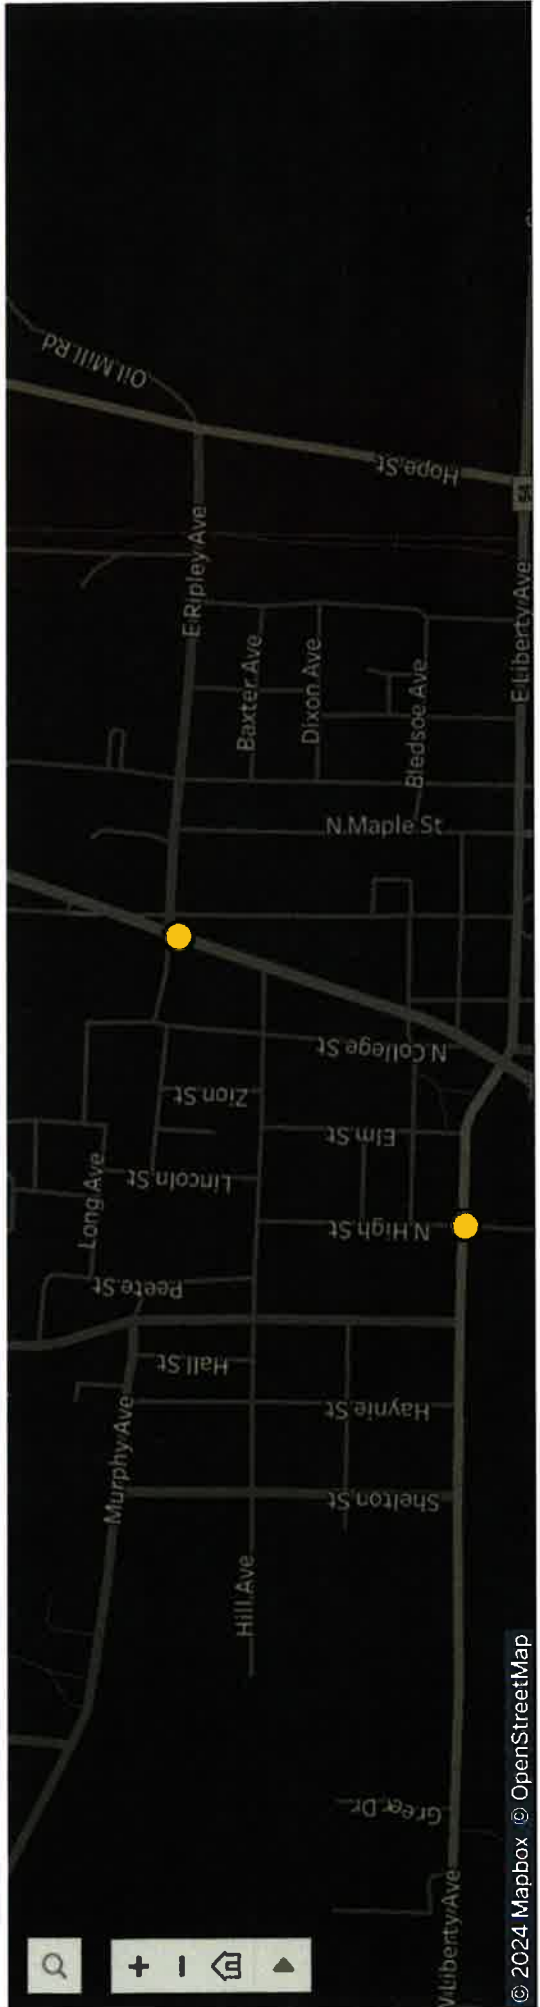 Oil Mill Rd
Hope St
E Ripley Ave
E Liberty Ave
Baxter Ave
Dixon Ave
Bledsoe Ave
N Maple St
N College St
Zion St
Elm St
Lincoln St
Long Ave
N High St
Peete St
Hall St
Haynie St
Murphy Ave
Shelton St
Hill Ave
Greer Dr
W Liberty Ave
© 2024 Mapbox © OpenStreetMap